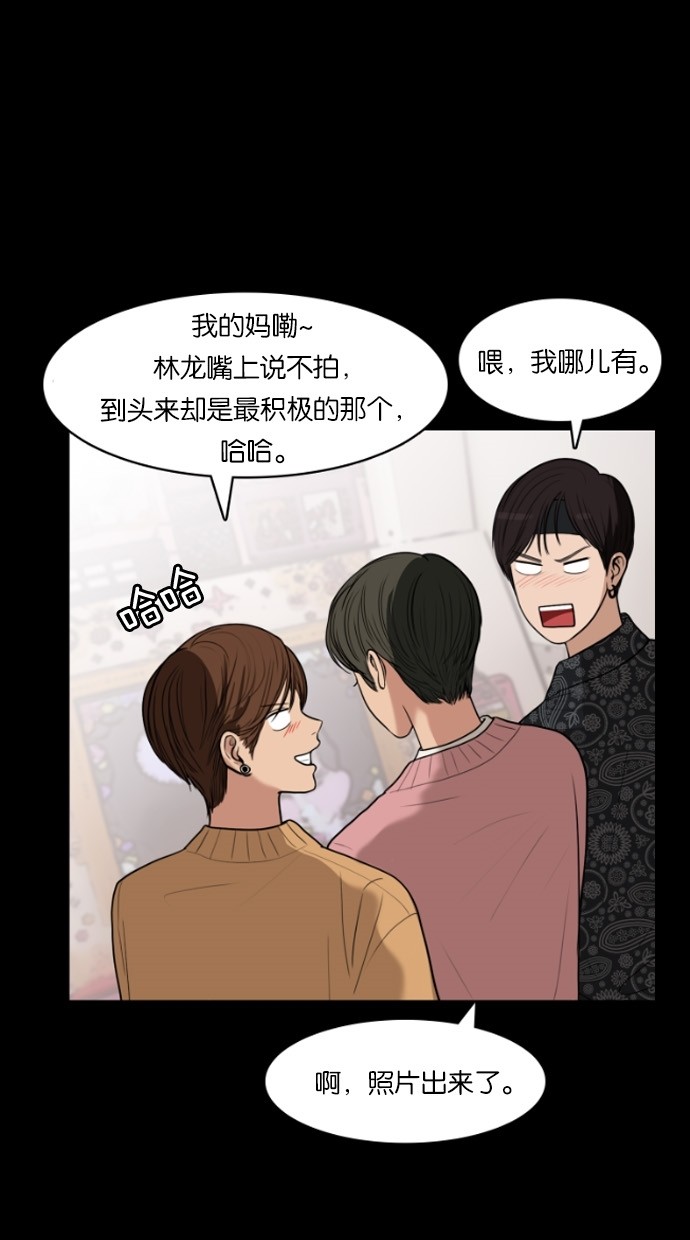 我的妈嘞~
林龙嘴上说不拍，
到头来却是最积极的那个，
哈哈。
喂，我哪儿有。
哈哈
啊，照片出来了。